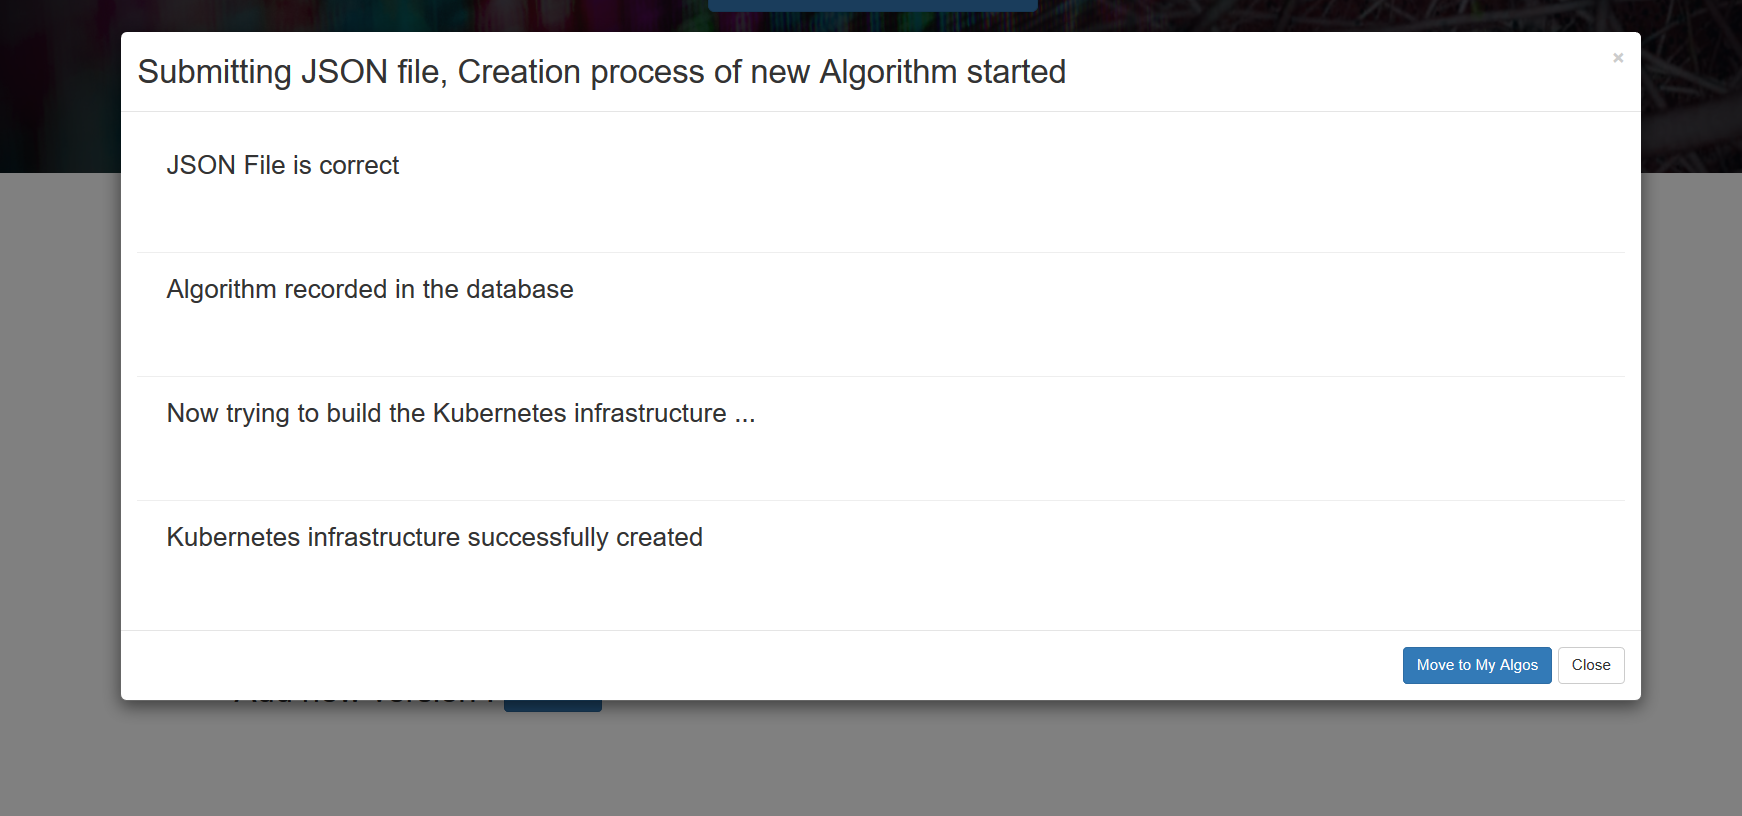 Submitting JSON file, Creation process of new Algorithm started
×
JSON File is correct
Algorithm recorded in the database
Now trying to build the Kubernetes infrastructure ...
Kubernetes infrastructure successfully created
Move to My Algos
Close